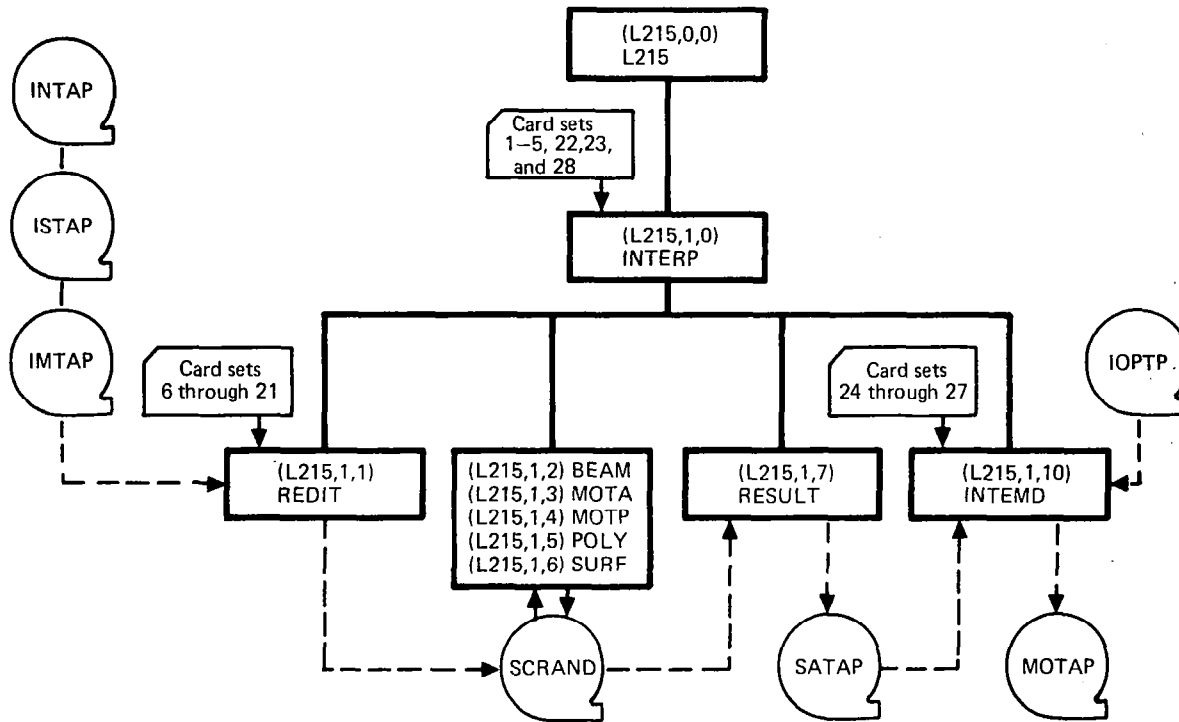 (L215,0,0)
L215
INTAP
Card sets
1–5, 22,23,
and 28
ISTAP
(L215,1,0)
INTERP
IMTAP
Card sets
6 through 21
Card sets
24 through 27
IOPTP
(L215,1,1)
REDIT
(L215,1,2) BEAM
(L215,1,3) MOTA
(L215,1,4) MOTP
(L215,1,5) POLY
(L215,1,6) SURF
(L215,1,7)
RESULT
(L215,1,10)
INTEMD
SCRAND
SATAP
MOTAP